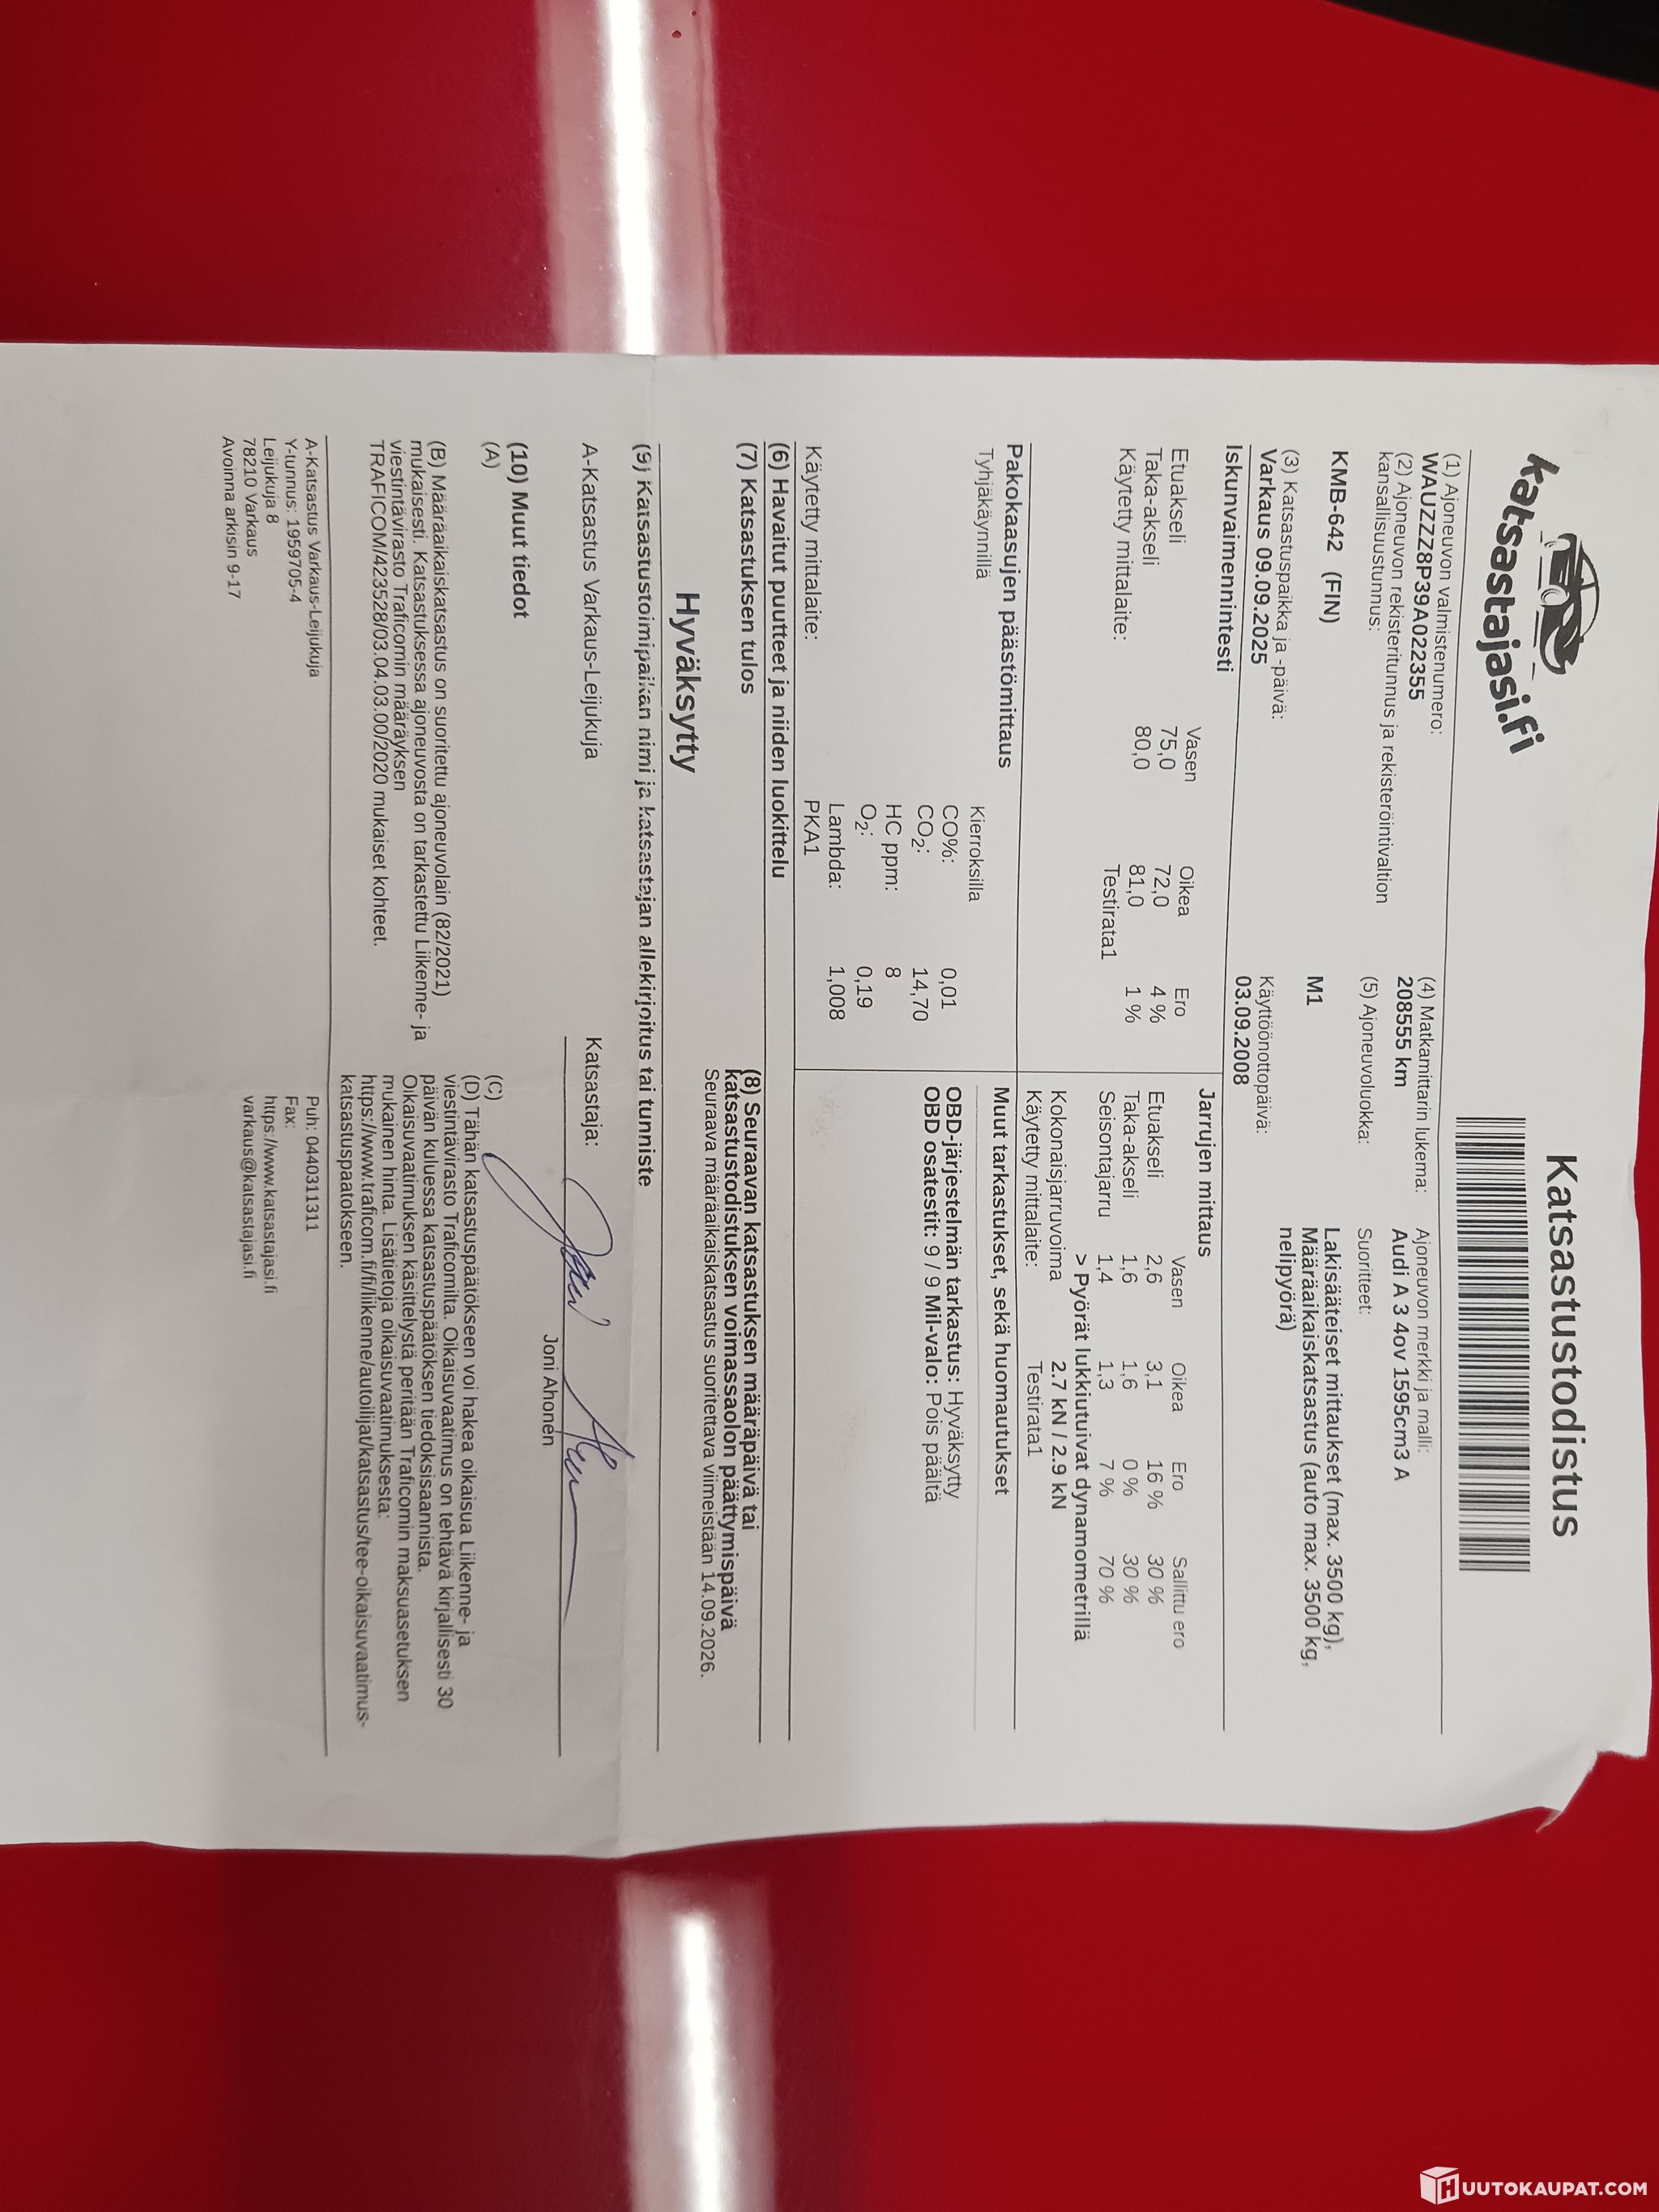 katsastajasi.fi
Katsastustodistus
(1) Ajoneuvon valmistenumero:
WAUZZZ8P39A022355
(2) Ajoneuvon rekisteritunnus ja rekisteröintivaltion
kansallisuustunnus:
KMB-642 (FIN)
(3) Katsastuspaikka ja -päivä:
Varkaus 09.09.2025
(4) Matkamittarin lukema:
208555 km
(5) Ajoneuvoluokka:
M1
Käyttöönottopäivä:
03.09.2008
Ajoneuvon merkki ja malli:
Audi A 3 4ov 1595cm3 A
Suoritteet:
Lakisääteiset mittaukset (max. 3500 kg),
Määräaikaiskatsastus (auto max. 3500 kg,
nelipyörä)
Iskunvaimennintesti
Vasen Oikea Ero
Etuakseli 75,0 72,0 4 %
Taka-akseli 80,0 81,0 1 %
Käytetty mittalaite: Testirata1
Jarrujen mittaus
Vasen Oikea Ero Sallittu ero
Etuakseli 2,6 3,1 16 % 30 %
Taka-akseli 1,6 1,6 0 % 30 %
Seisontajarru 1,4 1,3 7 % 70 %
> Pyörät lukkiutuivat dynamometrillä
Kokonaisjarruvoima 2.7 kN / 2.9 kN
Käytetty mittalaite: Testirata1
Pakokaasujen päästömittaus
Tyhjäkäynnillä Kierroksilla
CO%: 0,01
CO2: 14,70
HC ppm: 8
O2: 0,19
Lambda: 1,008
Käytetty mittalaite: PKA1
Muut tarkastukset, sekä huomautukset
OBD-järjestelmän tarkastus: Hyväksytty
OBD osatestit: 9 / 9 Mil-valo: Pois päältä
(6) Havaitut puutteet ja niiden luokittelu
(7) Katsastuksen tulos
Hyväksytty
(8) Seuraavan katsastuksen määräpäivä tai
katsastustodistuksen voimassaolon päättymispäivä
Seuraava määräaikaiskatsastus suoritettava viimeistään 14.09.2026.
(9) Katsastustoimipaikan nimi ja katsastajan allekirjoitus tai tunniste
A-Katsastus Varkaus-Leijukuja
Katsastaja:
Joni Ahonen
(10) Muut tiedot
(A)
(B) Määräaikaiskatsastus on suoritettu ajoneuvolain (82/2021)
mukaisesti. Katsastuksessa ajoneuvosta on tarkastettu Liikenne- ja
viestintävirasto Traficomin määräyksen
TRAFICOM/423528/03.04.03.00/2020 mukaiset kohteet.
(C)
(D) Tähän katsastuspäätökseen voi hakea oikaisua Liikenne- ja
viestintävirasto Traficomilta. Oikaisuvaatimus on tehtävä kirjallisesti 30
päivän kuluessa katsastuspäätöksen tiedoksisaannista.
Oikaisuvaatimuksen käsittelystä peritään Traficomin maksuasetuksen
mukainen hinta. Lisätietoja oikaisuvaatimuksesta:
https://www.traficom.fi/fi/liikenne/autoilijat/katsastus/tee-oikaisuvaatimus-
katsastuspaatokseen.
A-Katsastus Varkaus-Leijukuja
Y-tunnus: 1959705-4
Leijukuja 8
78210 Varkaus
Avoinna arkisin 9-17
Puh: 0440311311
Fax:
https://www.katsastajasi.fi
varkaus@katsastajasi.fi
HUUTOKAUPAT.COM